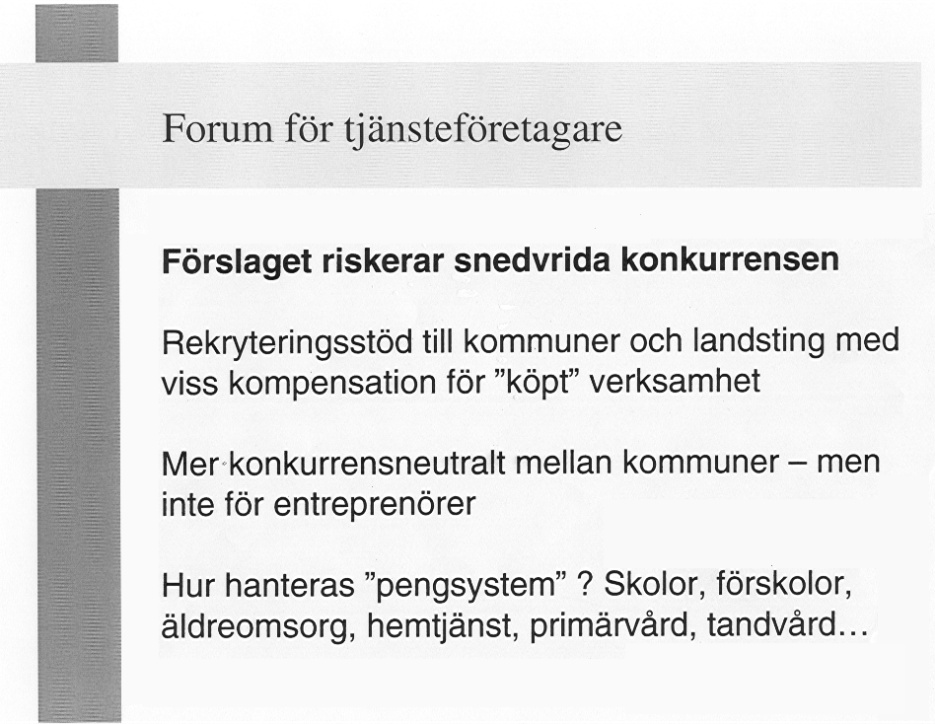 Forum för tjänsteföretagare
Förslaget riskerar snedvrida konkurrensen
Rekryteringsstöd till kommuner och landsting med
viss kompensation för ”köpt” verksamhet
Mer konkurrensneutralt mellan kommuner – men
inte för entreprenörer
Hur hanteras ”pengsystem” ? Skolor, förskolor,
äldreomsorg, hemtjänst, primärvård, tandvård…